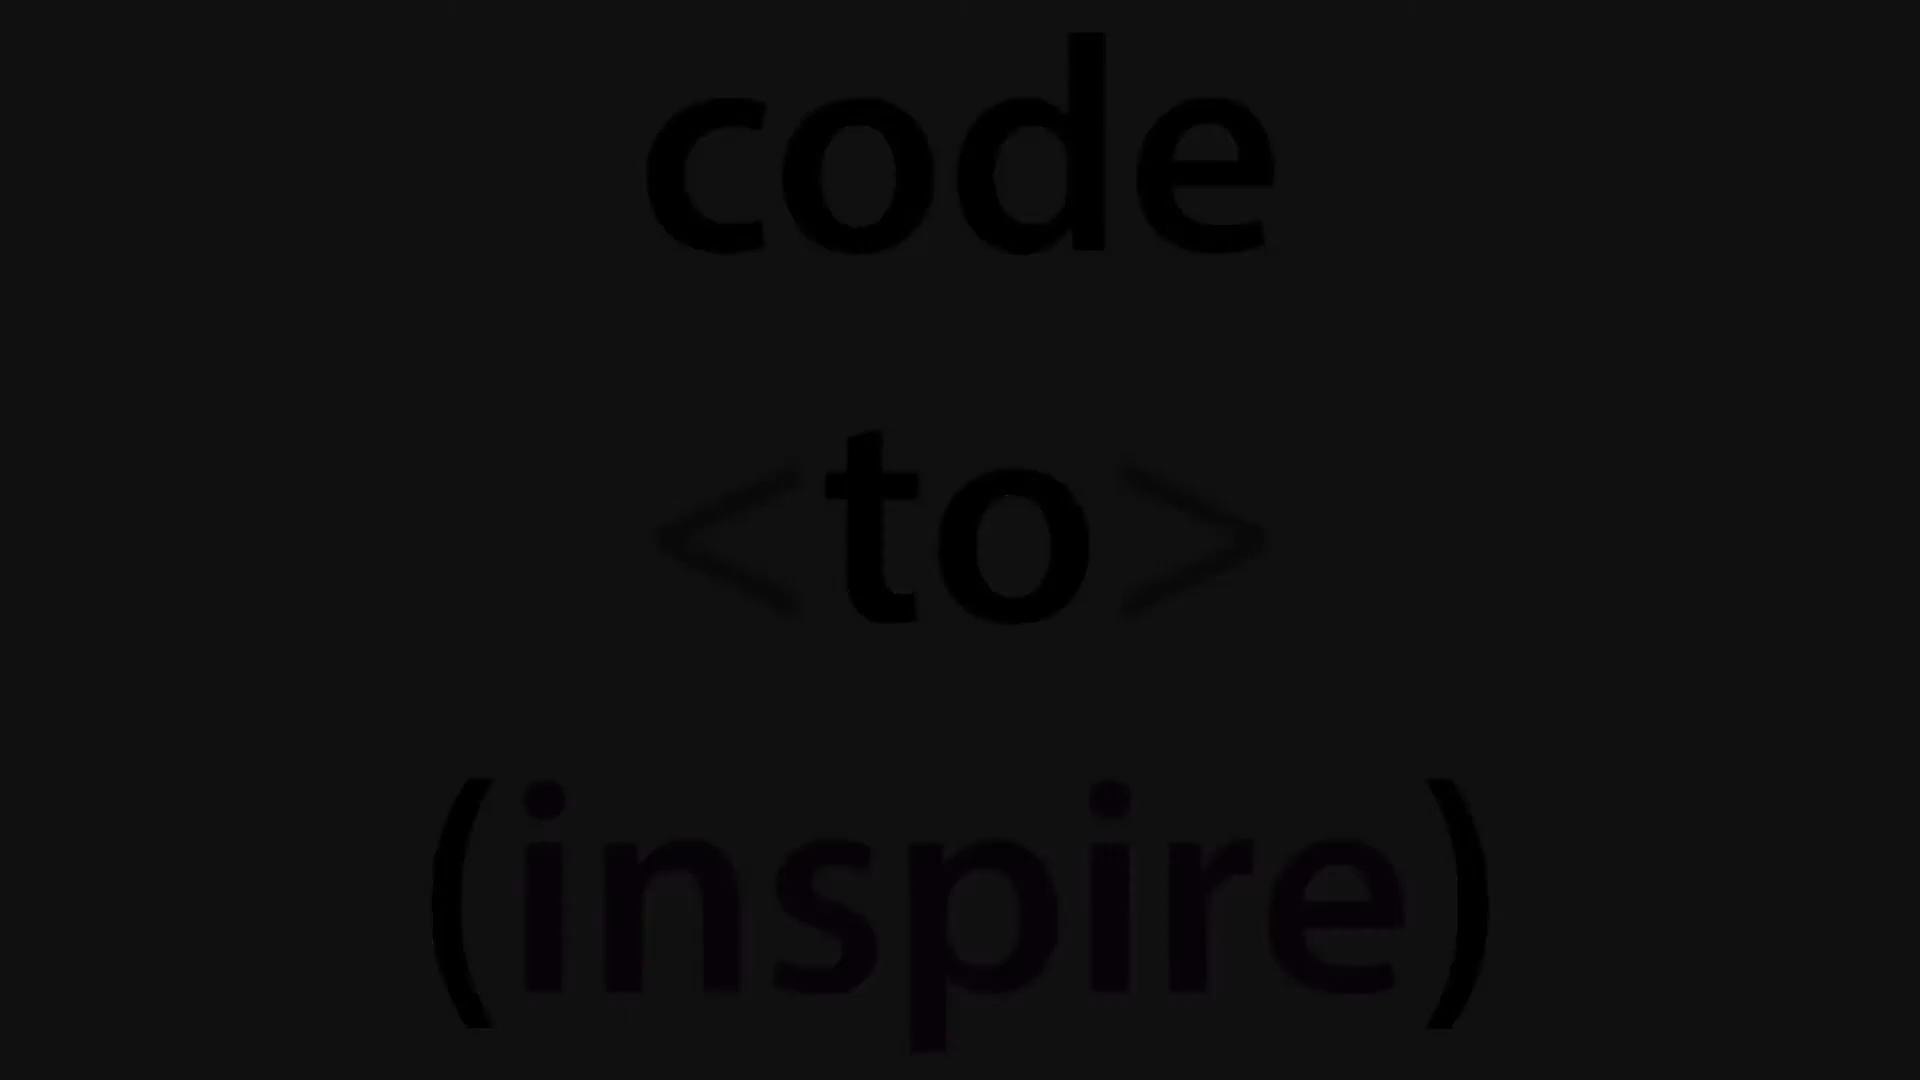 code
<to>
(inspire)